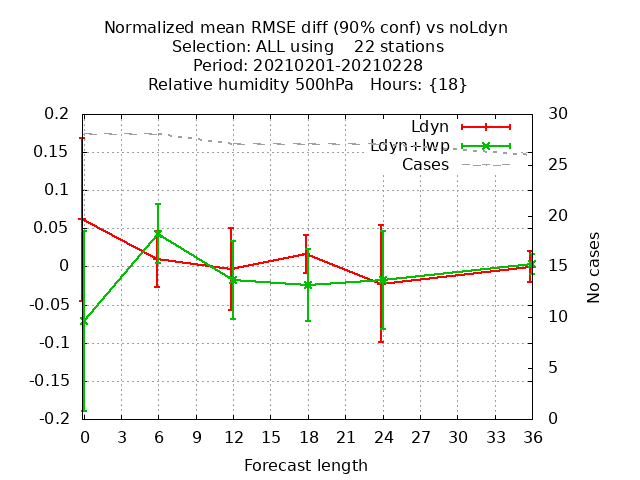 Normalized mean RMSE diff (90% conf) vs noLdyn
Selection: ALL using    22 stations
Period: 20210201-20210228
Relative humidity 500hPa   Hours: {18}
0.2
0.15
0.1
0.05
0
-0.05
-0.1
-0.15
-0.2
30
25
20
15
10
5
0
Ldyn
Ldyn+lwp
Cases
No cases
0 3 6 9 12 15 18 21 24 27 30 33 36
Forecast length